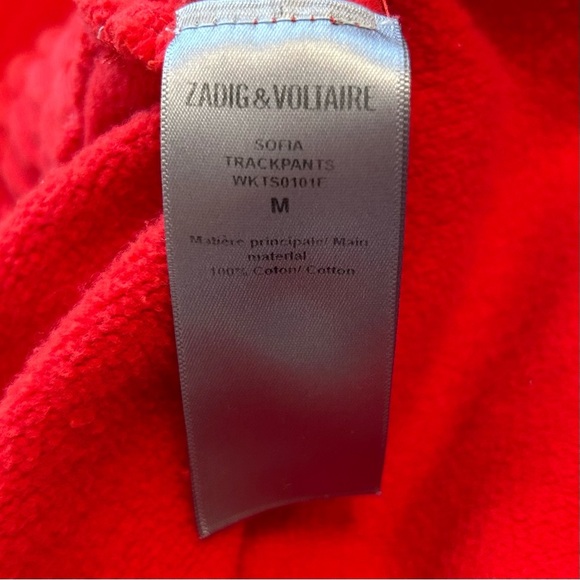 ZADIG&VOLTAIRE
SOFIA
TRACKPANTS
WKTS0101F
M
Matière principale/ Main
material
100% Coton/ Cotton